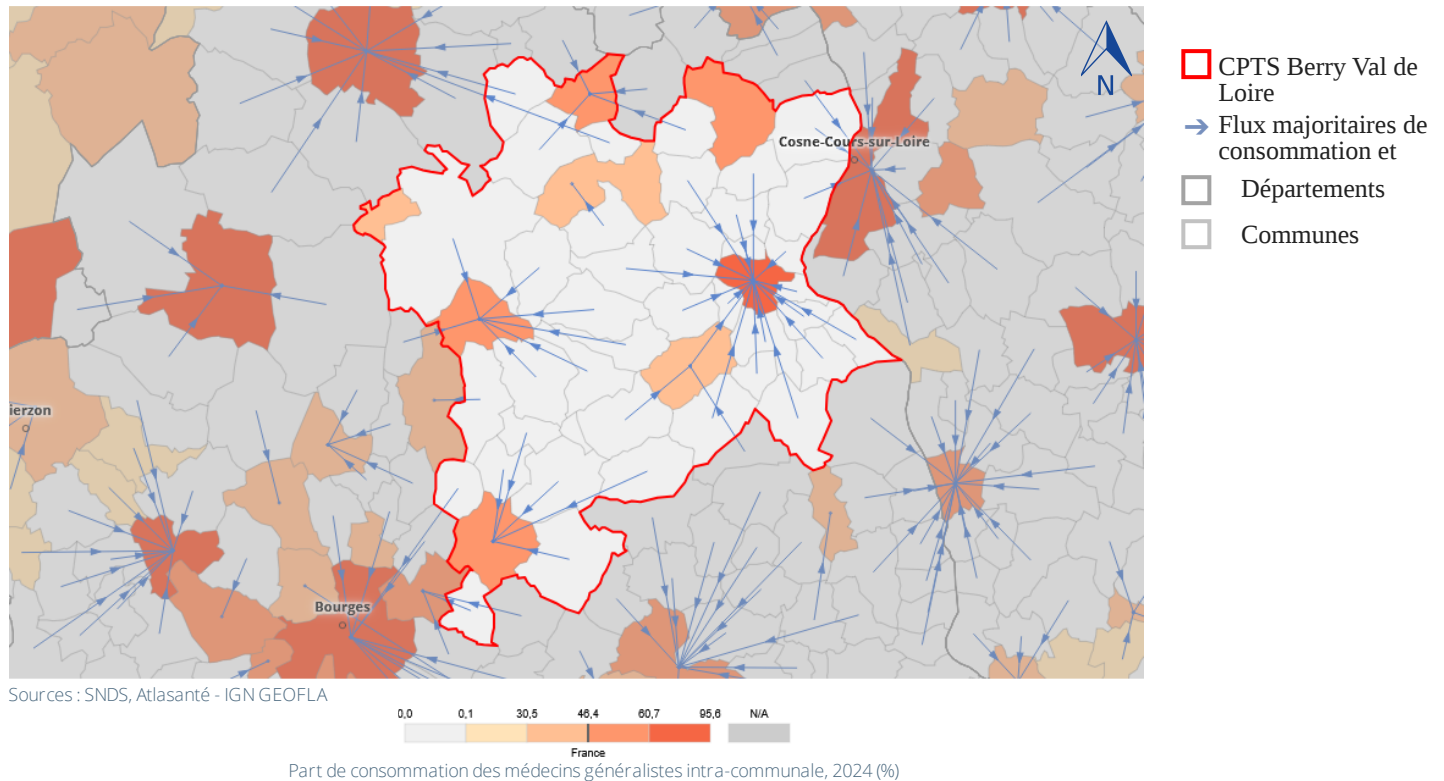 N
CPTS Berry Val de
Loire
Flux majoritaires de
consommation et
Départements
Communes
Cosne-Cours-sur-Loire
ierzon
Bourges
Sources : SNDS, Atlasanté - IGN GEOFLA
0,0 0,1 30,5 46,4 60,7 95,6 N/A
France
Part de consommation des médecins généralistes intra-communale, 2024 (%)